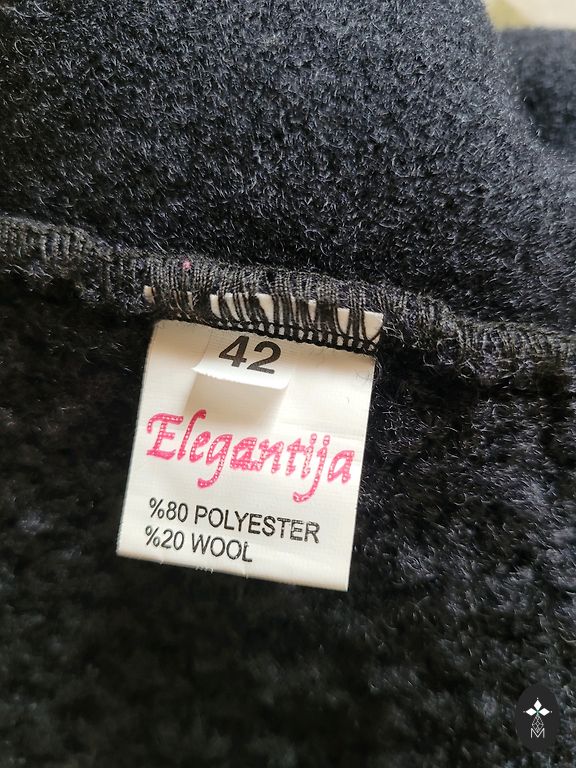 42
Elegantija
%80 POLYESTER
%20 WOOL
M